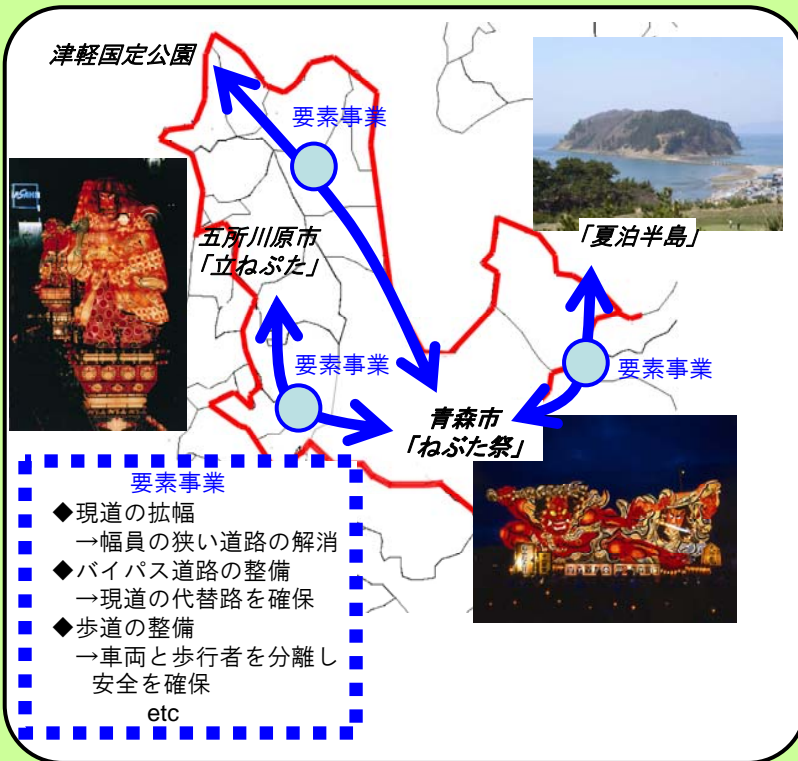 津軽国定公園
要素事業
五所川原市
「立ねぷた」
「夏泊半島」
要素事業
要素事業
青森市
「ねぶた祭」
要素事業
◆現道の拡幅
→幅員の狭い道路の解消
◆バイパス道路の整備
→現道の代替路を確保
◆歩道の整備
→車両と歩行者を分離し
安全を確保
etc